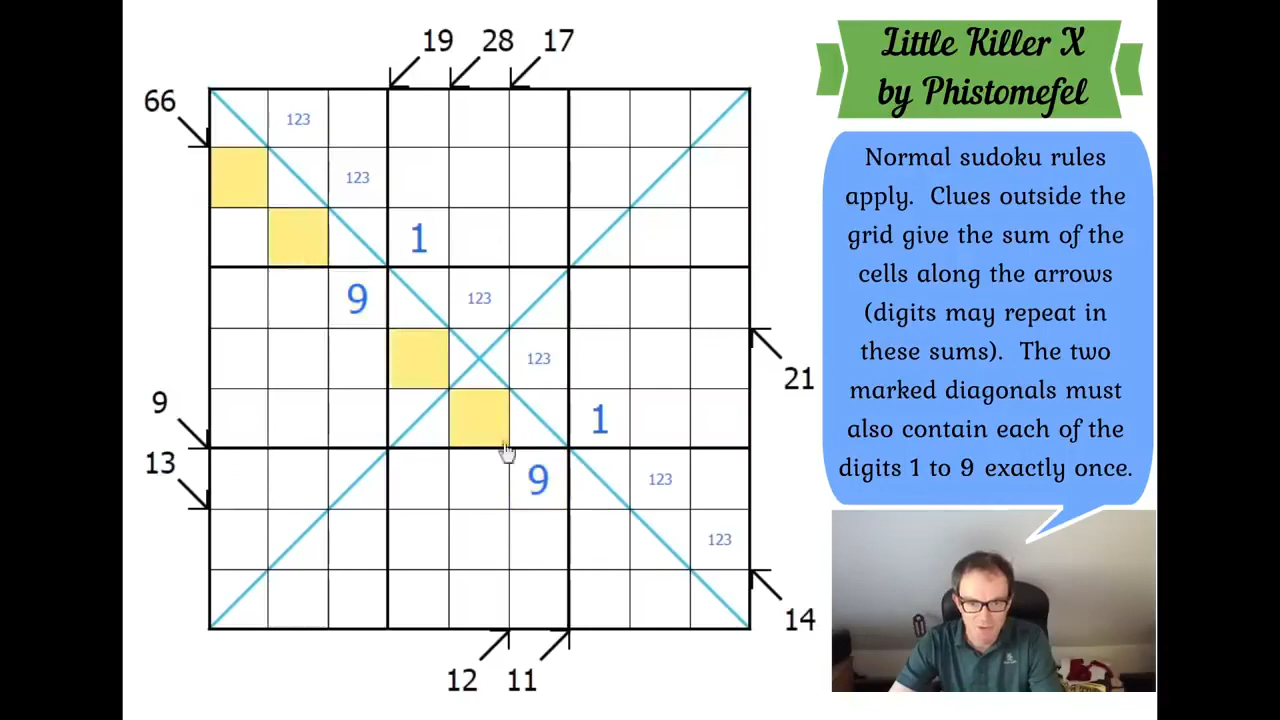 Little Killer X
by Phistomefel
Normal sudoku rules
apply. Clues outside the
grid give the sum of the
cells along the arrows
(digits may repeat in
these sums). The two
marked diagonals must
also contain each of the
digits 1 to 9 exactly once.
19 28 17
66
123
123
1
9 123
123
21
9
1
13
9 123
123
14
12 11